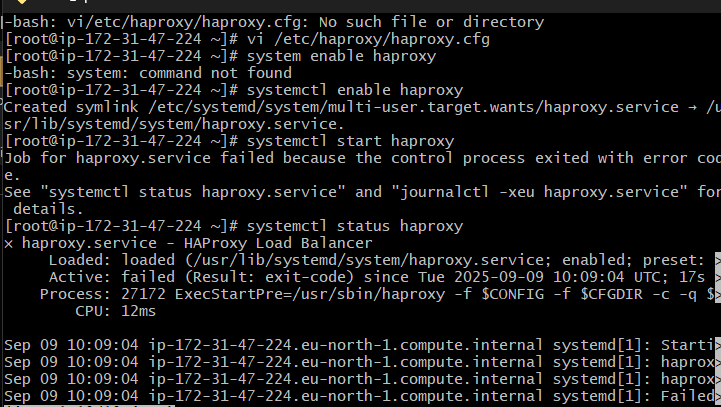 -bash: vi/etc/haproxy/haproxy.cfg: No such file or directory
[root@ip-172-31-47-224 ~]# vi /etc/haproxy/haproxy.cfg
[root@ip-172-31-47-224 ~]# system enable haproxy
-bash: system: command not found
[root@ip-172-31-47-224 ~]# systemctl enable haproxy
Created symlink /etc/systemd/system/multi-user.target.wants/haproxy.service → /u
sr/lib/systemd/system/haproxy.service.
[root@ip-172-31-47-224 ~]# systemctl start haproxy
Job for haproxy.service failed because the control process exited with error cod
e.
See "systemctl status haproxy.service" and "journalctl -xeu haproxy.service" for
 details.
[root@ip-172-31-47-224 ~]# systemctl status haproxy
× haproxy.service - HAProxy Load Balancer
     Loaded: loaded (/usr/lib/systemd/system/haproxy.service; enabled; preset: >
     Active: failed (Result: exit-code) since Tue 2025-09-09 10:09:04 UTC; 17s >
    Process: 27172 ExecStartPre=/usr/sbin/haproxy -f $CONFIG -f $CFGDIR -c -q $>
        CPU: 12ms

Sep 09 10:09:04 ip-172-31-47-224.eu-north-1.compute.internal systemd[1]: Starti>
Sep 09 10:09:04 ip-172-31-47-224.eu-north-1.compute.internal systemd[1]: haprox>
Sep 09 10:09:04 ip-172-31-47-224.eu-north-1.compute.internal systemd[1]: haprox>
Sep 09 10:09:04 ip-172-31-47-224.eu-north-1.compute.internal systemd[1]: Failed>